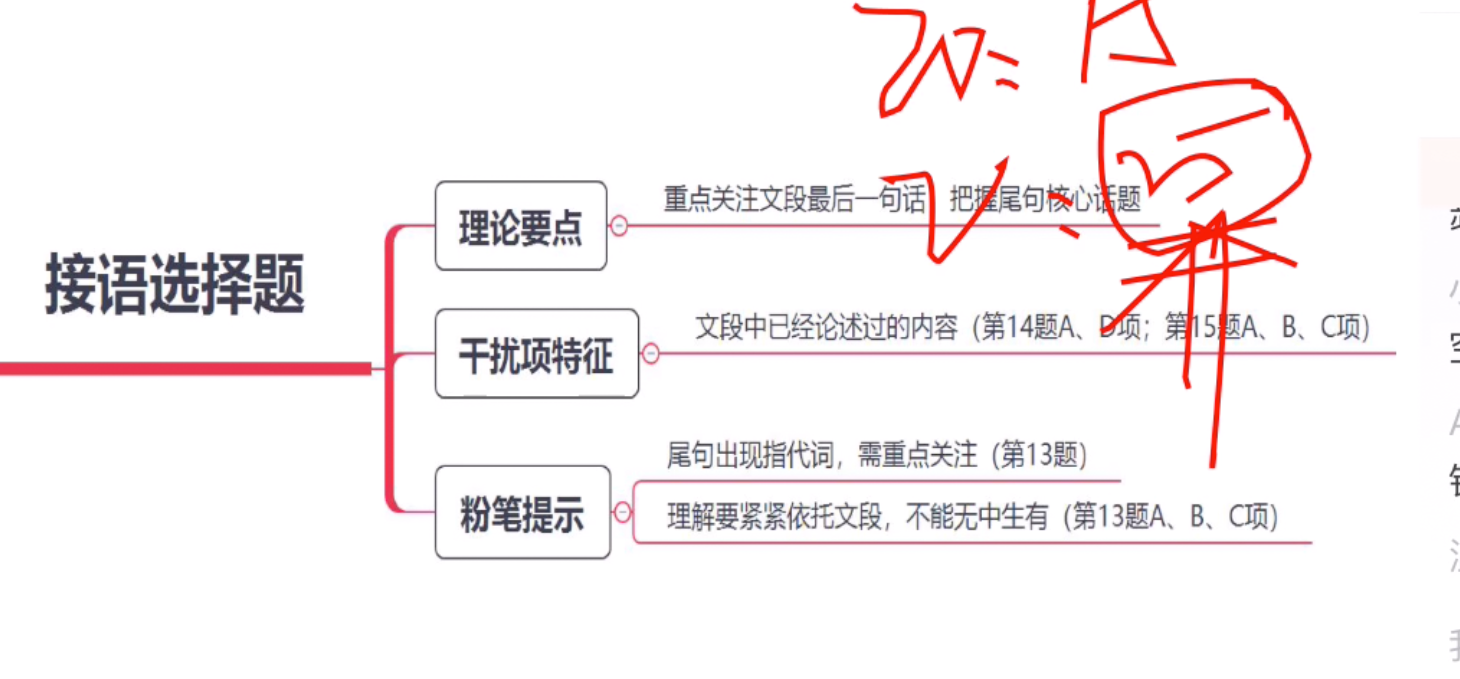 重点关注文段最后一句话，把握尾句核心话题
理论要点
接语选择题
文段中已经论述过的内容（第14题A、D项；第15题A、B、C项）
干扰项特征
尾句出现指代词，需重点关注（第13题）
粉笔提示
理解要紧紧依托文段，不能无中生有（第13题A、B、C项）